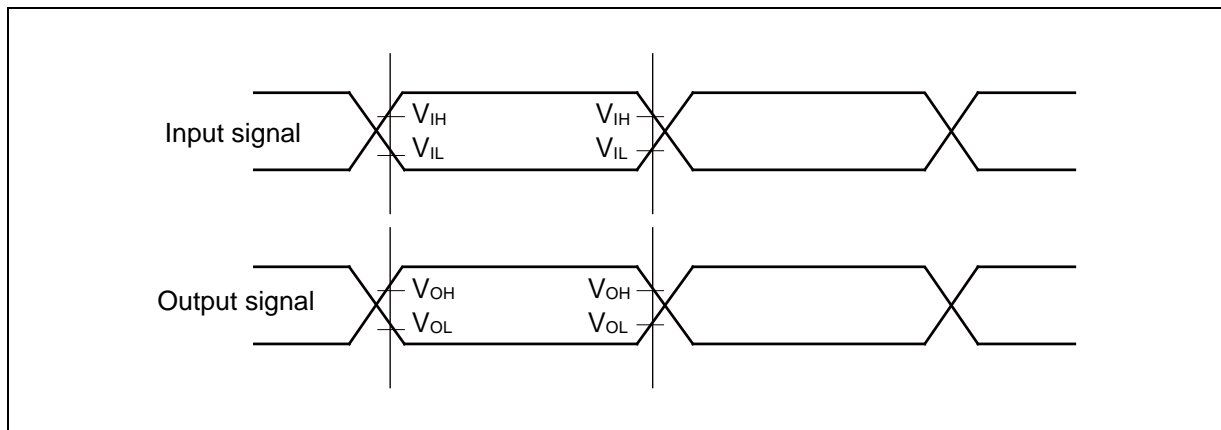 VIH VIH
Input signal
VIL VIL
VOH VOH
Output signal
VOL VOL